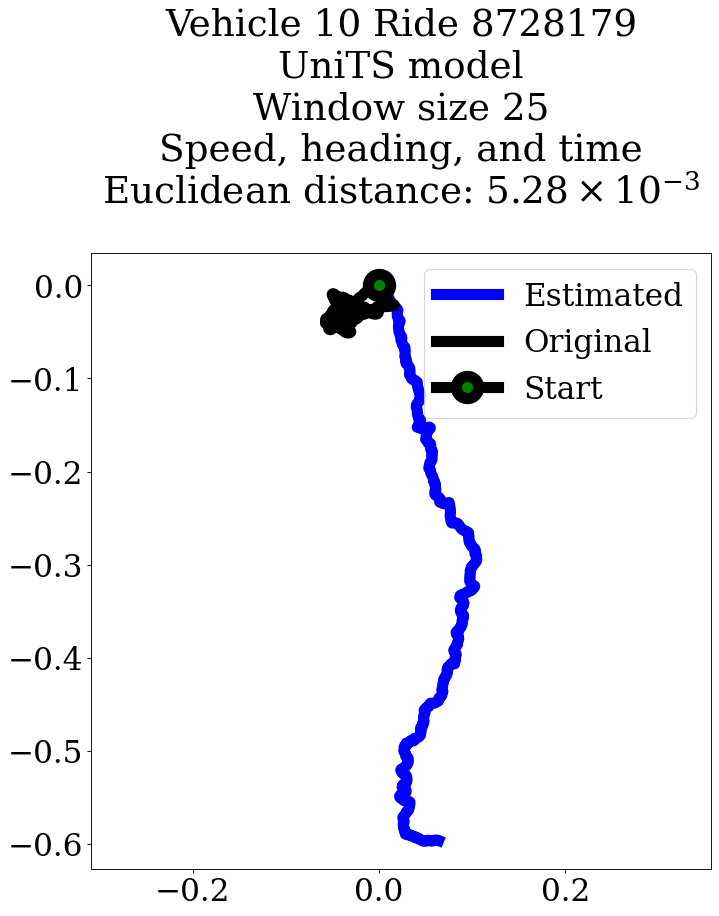 Vehicle 10 Ride 8728179
UniTS model
Window size 25
Speed, heading, and time
Euclidean distance: 5.28 × 10⁻³
Estimated
Original
Start
0.0
−0.1
−0.2
−0.3
−0.4
−0.5
−0.6
−0.2 0.0 0.2